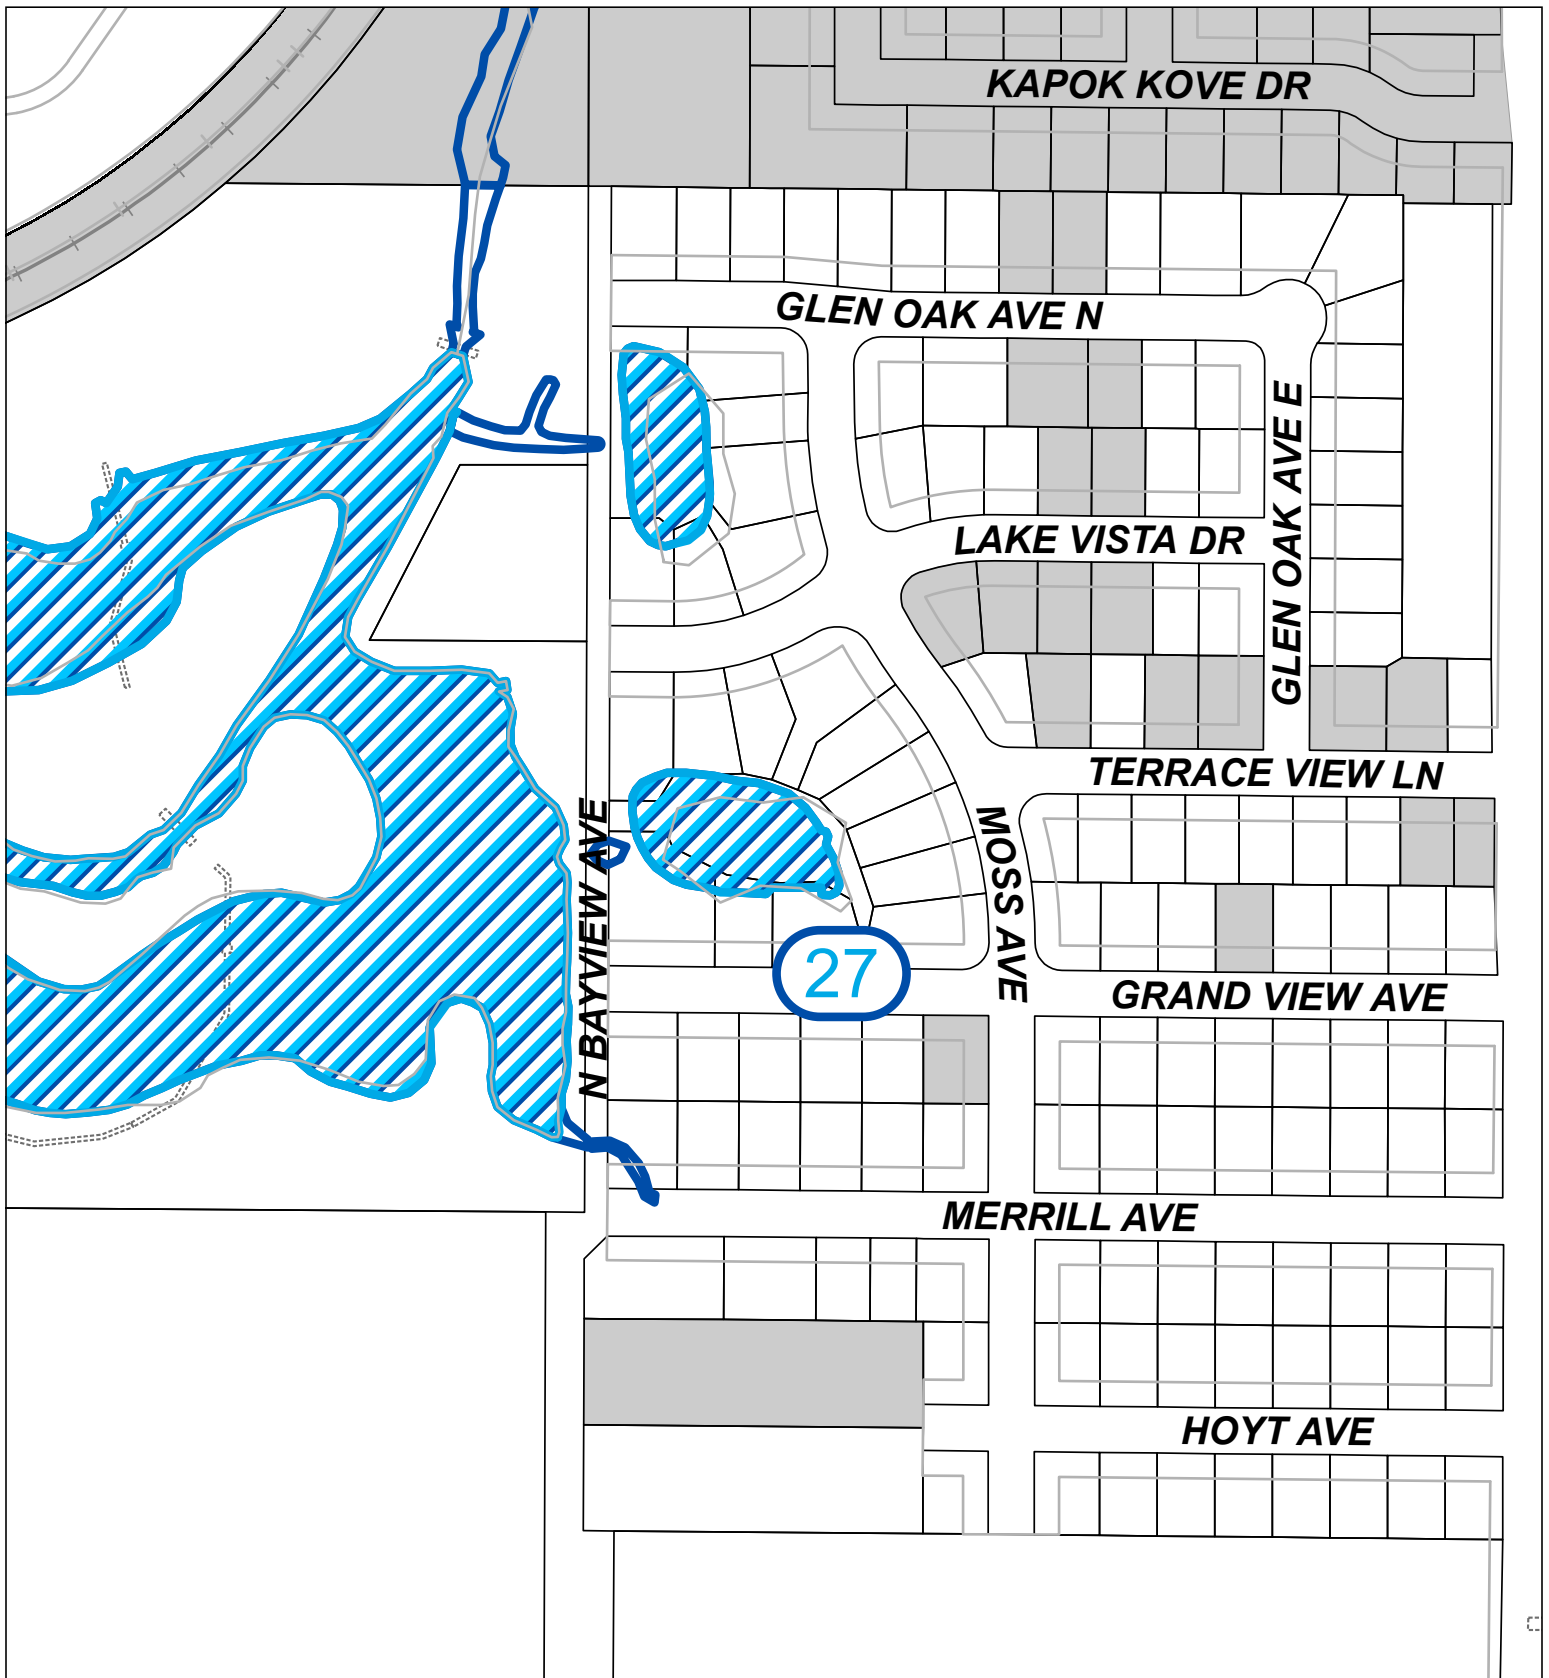 KAPOK KOVE DR
GLEN OAK AVE N
GLEN OAK AVE E
LAKE VISTA DR
TERRACE VIEW LN
N BAYVIEW AVE
MOSS AVE
27
GRAND VIEW AVE
MERRILL AVE
HOYT AVE